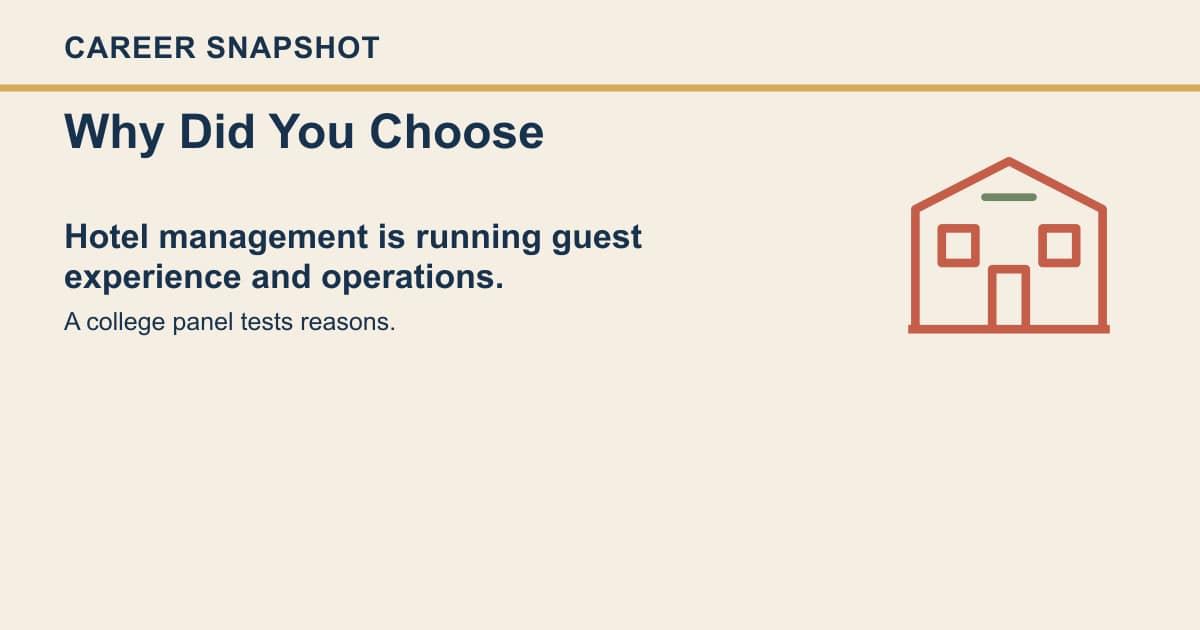 CAREER SNAPSHOT
Why Did You Choose
Hotel management is running guest
experience and operations.
A college panel tests reasons.